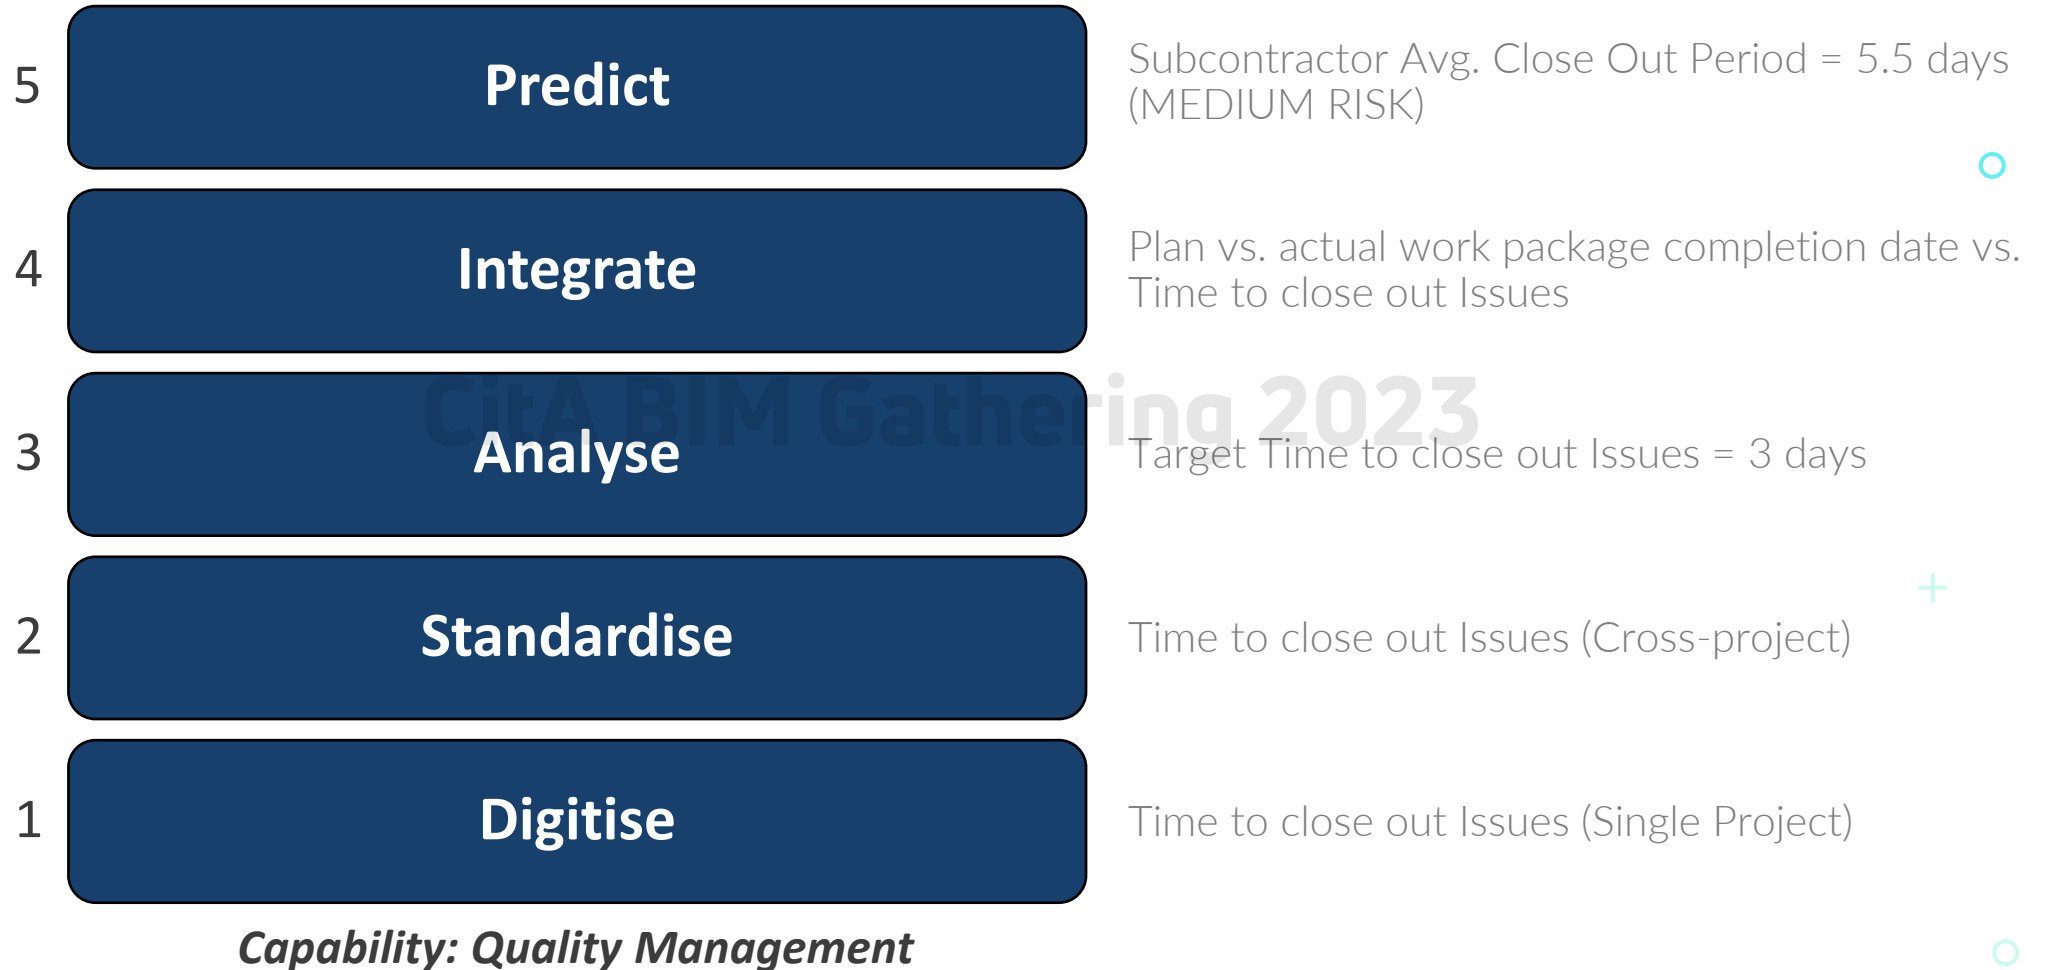 5
Predict
Subcontractor Avg. Close Out Period = 5.5 days
(MEDIUM RISK)
4
Integrate
Plan vs. actual work package completion date vs.
Time to close out Issues
CitA BIM Gathering 2023
3
Analyse
Target Time to close out Issues = 3 days
2
Standardise
Time to close out Issues (Cross-project)
1
Digitise
Time to close out Issues (Single Project)
Capability: Quality Management